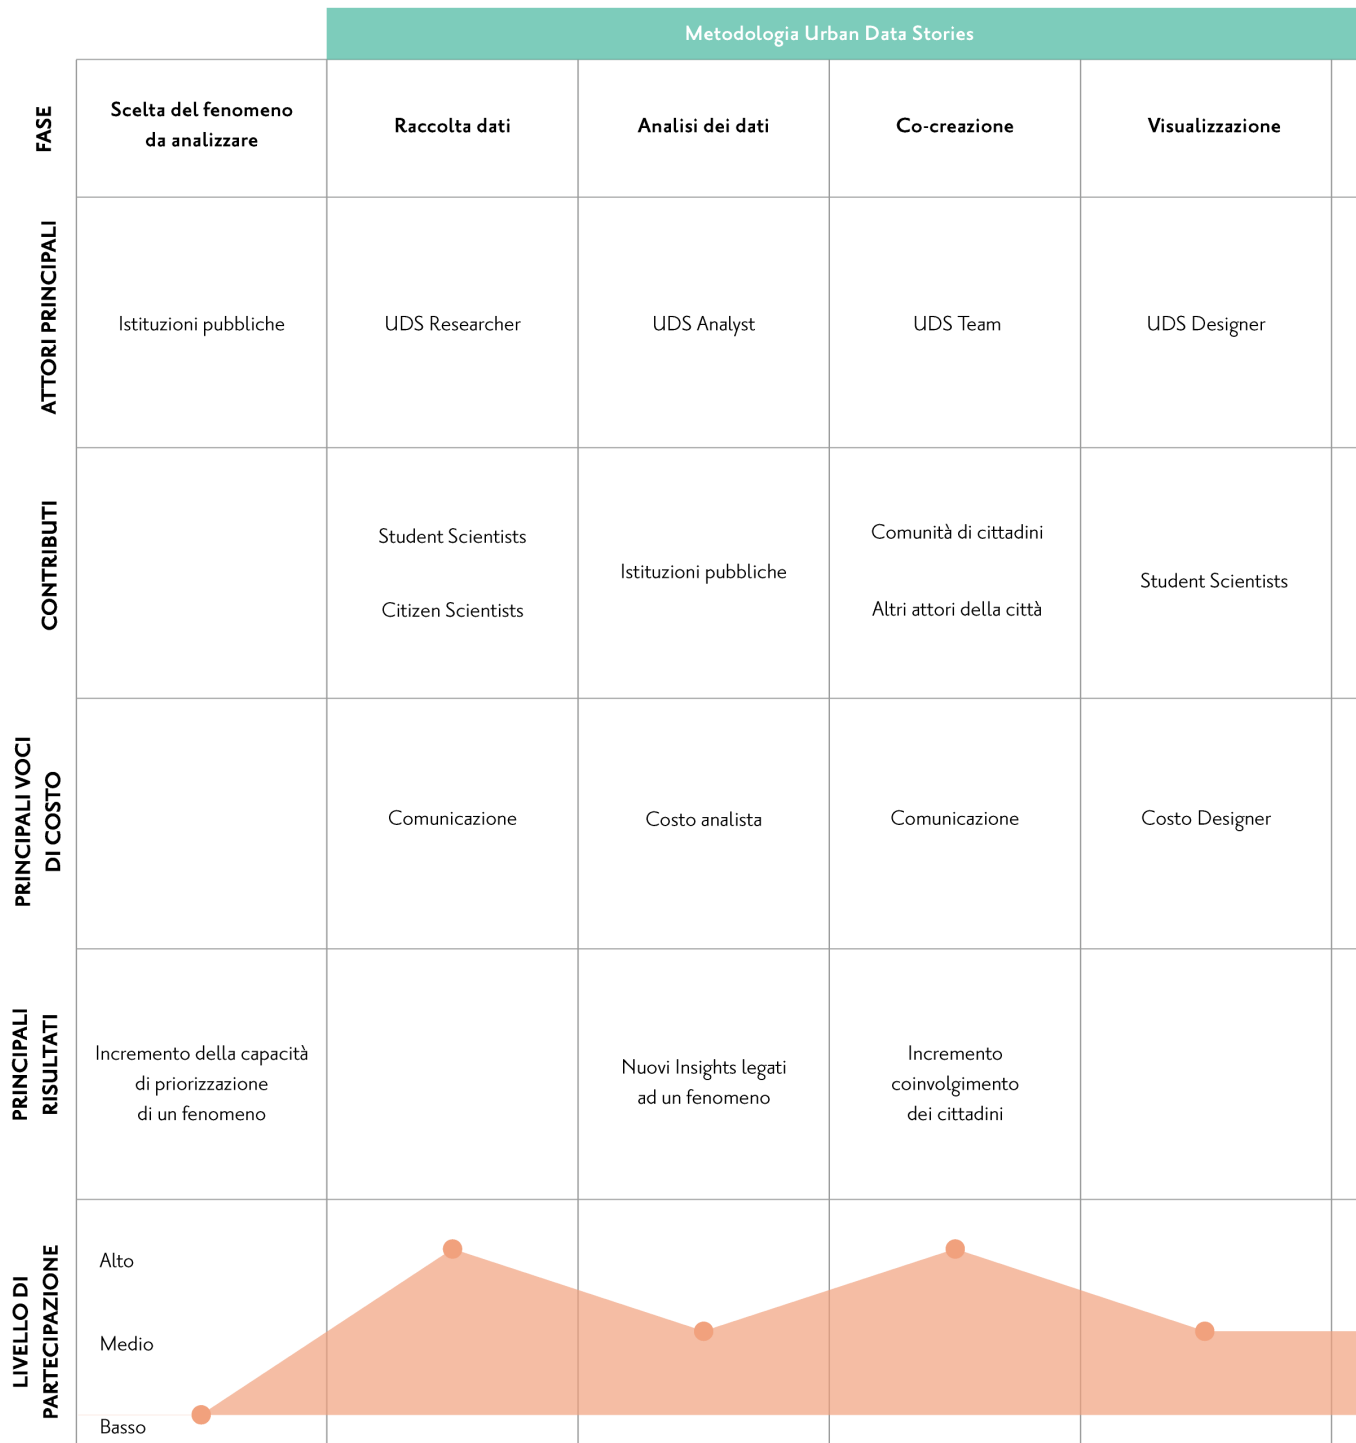 Metodologia Urban Data Stories
FASE
Scelta del fenomeno
da analizzare
Raccolta dati
Analisi dei dati
Co-creazione
Visualizzazione
ATTORI PRINCIPALI
Istituzioni pubbliche
UDS Researcher
UDS Analyst
UDS Team
UDS Designer
CONTRIBUTI
Student Scientists
Citizen Scientists
Istituzioni pubbliche
Comunità di cittadini
Altri attori della città
Student Scientists
PRINCIPALI VOCI
DI COSTO
Comunicazione
Costo analista
Comunicazione
Costo Designer
PRINCIPALI
RISULTATI
Incremento della capacità
di priorizzazione
di un fenomeno
Nuovi Insights legati
ad un fenomeno
Incremento
coinvolgimento
dei cittadini
LIVELLO DI
PARTECIPAZIONE
Alto
Medio
Basso